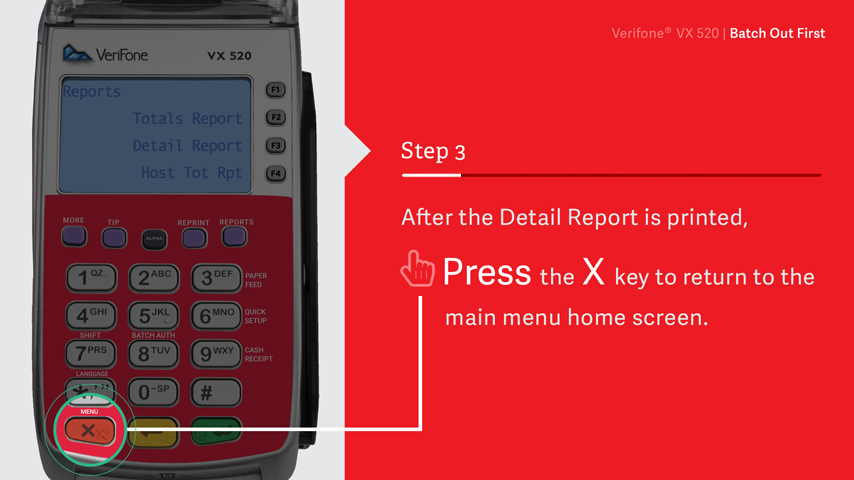 Verifone® VX 520 | Batch Out First
VeriFone VX 520
Reports
F1
Totals Report F2
Detail Report F3
Host Tot Rpt F4
MORE TIP ALPHA REPRINT REPORTS
1 QZ. 2 ABC 3 DEF PAPER FEED
4 GHI 5 JKL 6 MNO QUICK SETUP
SHIFT BATCH AUTH
7 PRS 8 TUV 9 WXY CASH RECEIPT
LANGUAGE
0 -SP #
MENU
X
Step 3
After the Detail Report is printed,
Press the X key to return to the
main menu home screen.